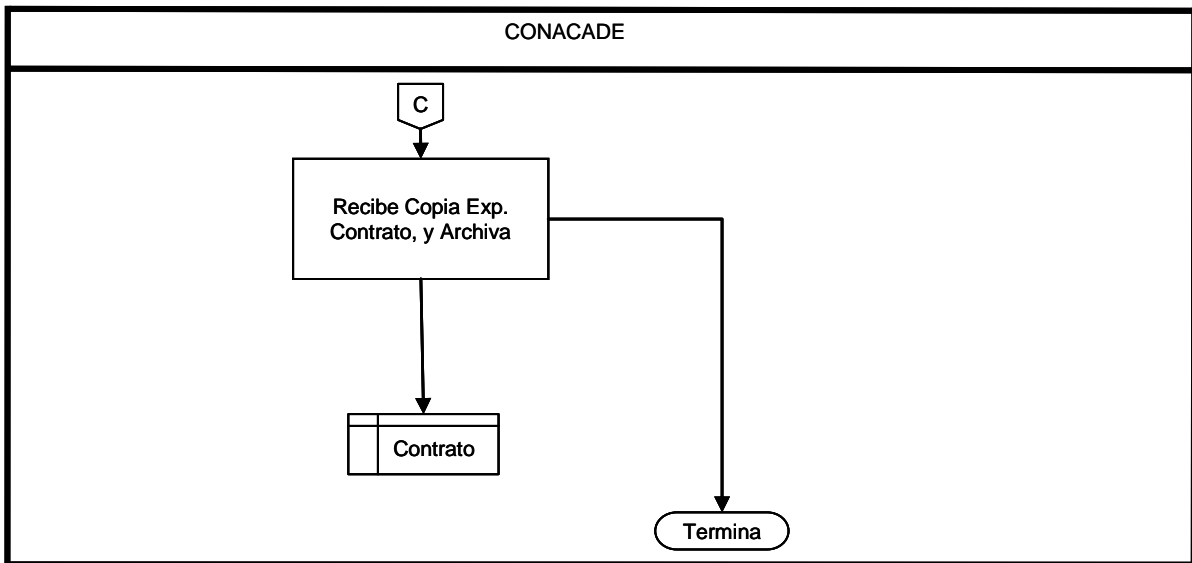 CONACADE
C
Recibe Copia Exp.
Contrato, y Archiva
Contrato
Termina